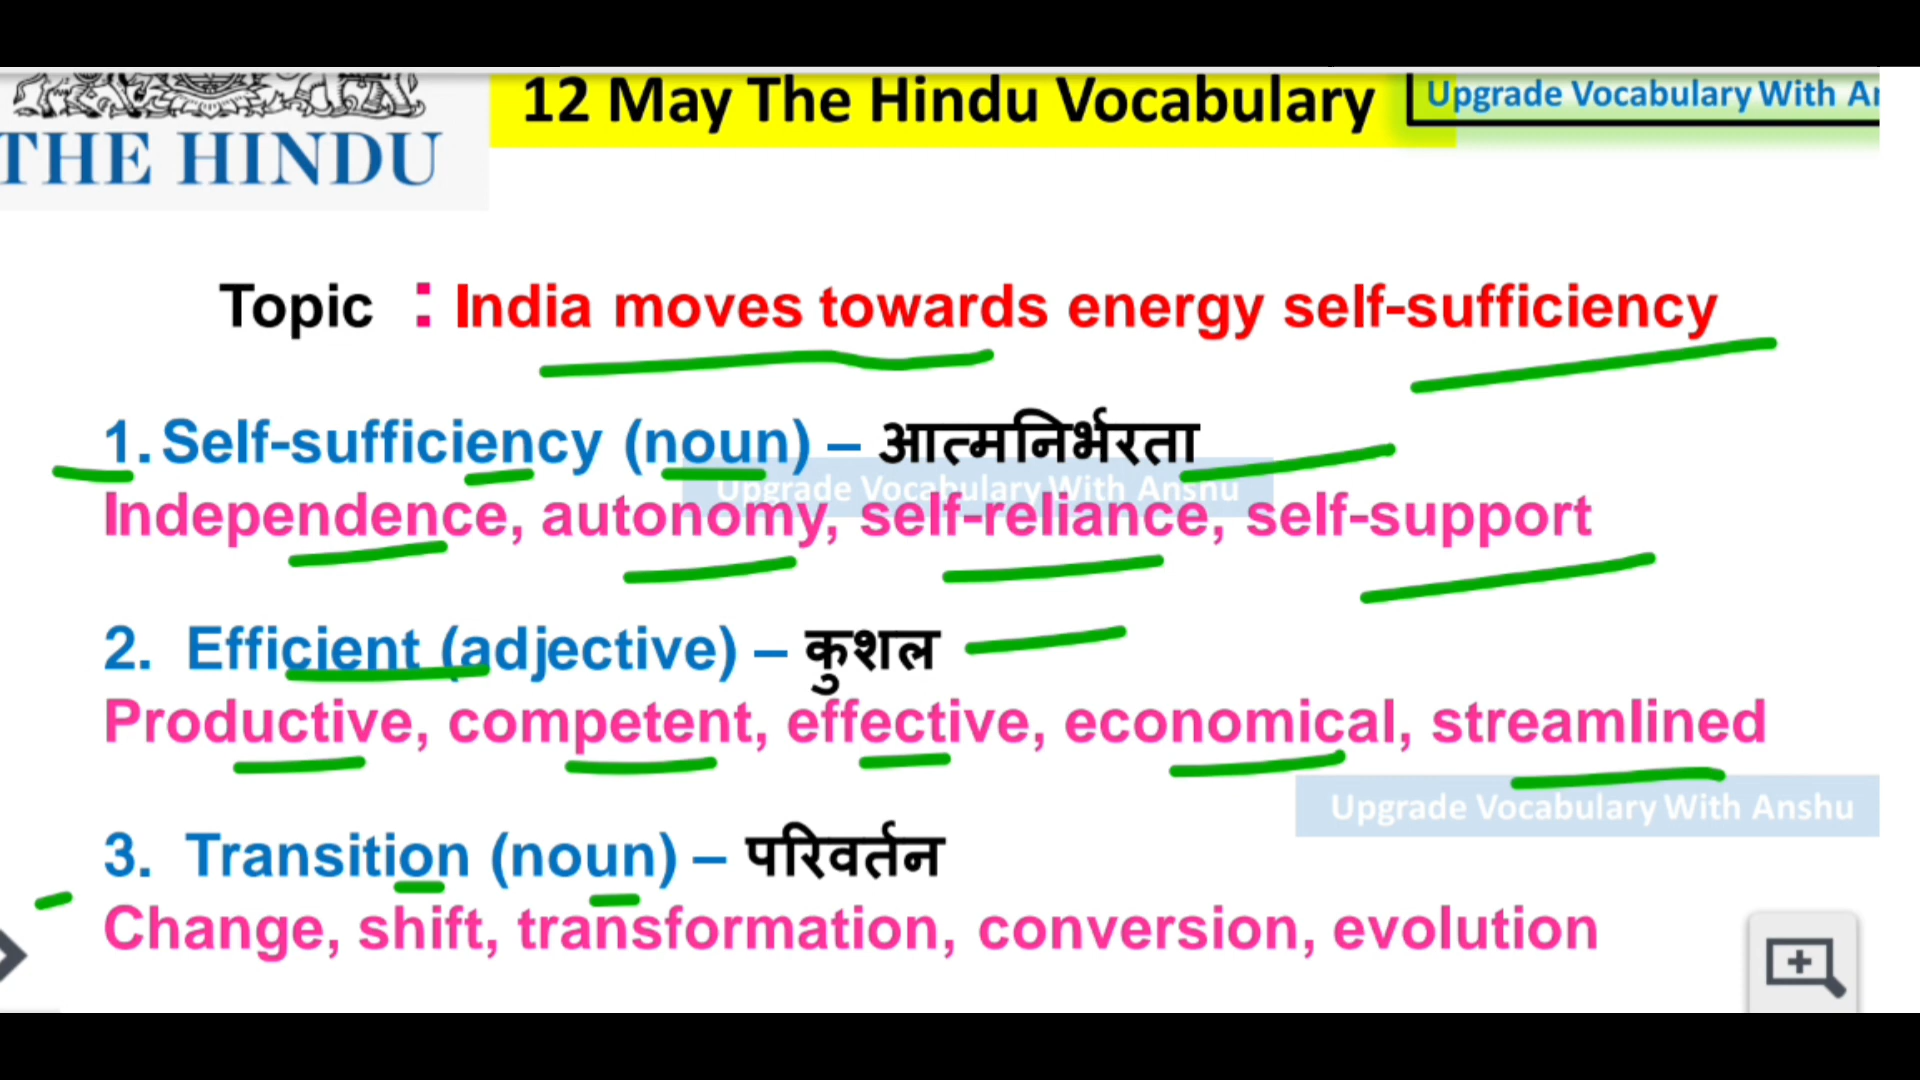 12 May The Hindu Vocabulary
Upgrade Vocabulary With
THE HINDU
Topic : India moves towards energy self-sufficiency
1. Self-sufficiency (noun) – आत्मनिर्भरता
Upgrade Vocabulary With Anshu
Independence, autonomy, self-reliance, self-support
2. Efficient (adjective) – कुशल
Productive, competent, effective, economical, streamlined
Upgrade Vocabulary With Anshu
3. Transition (noun) – परिवर्तन
Change, shift, transformation, conversion, evolution